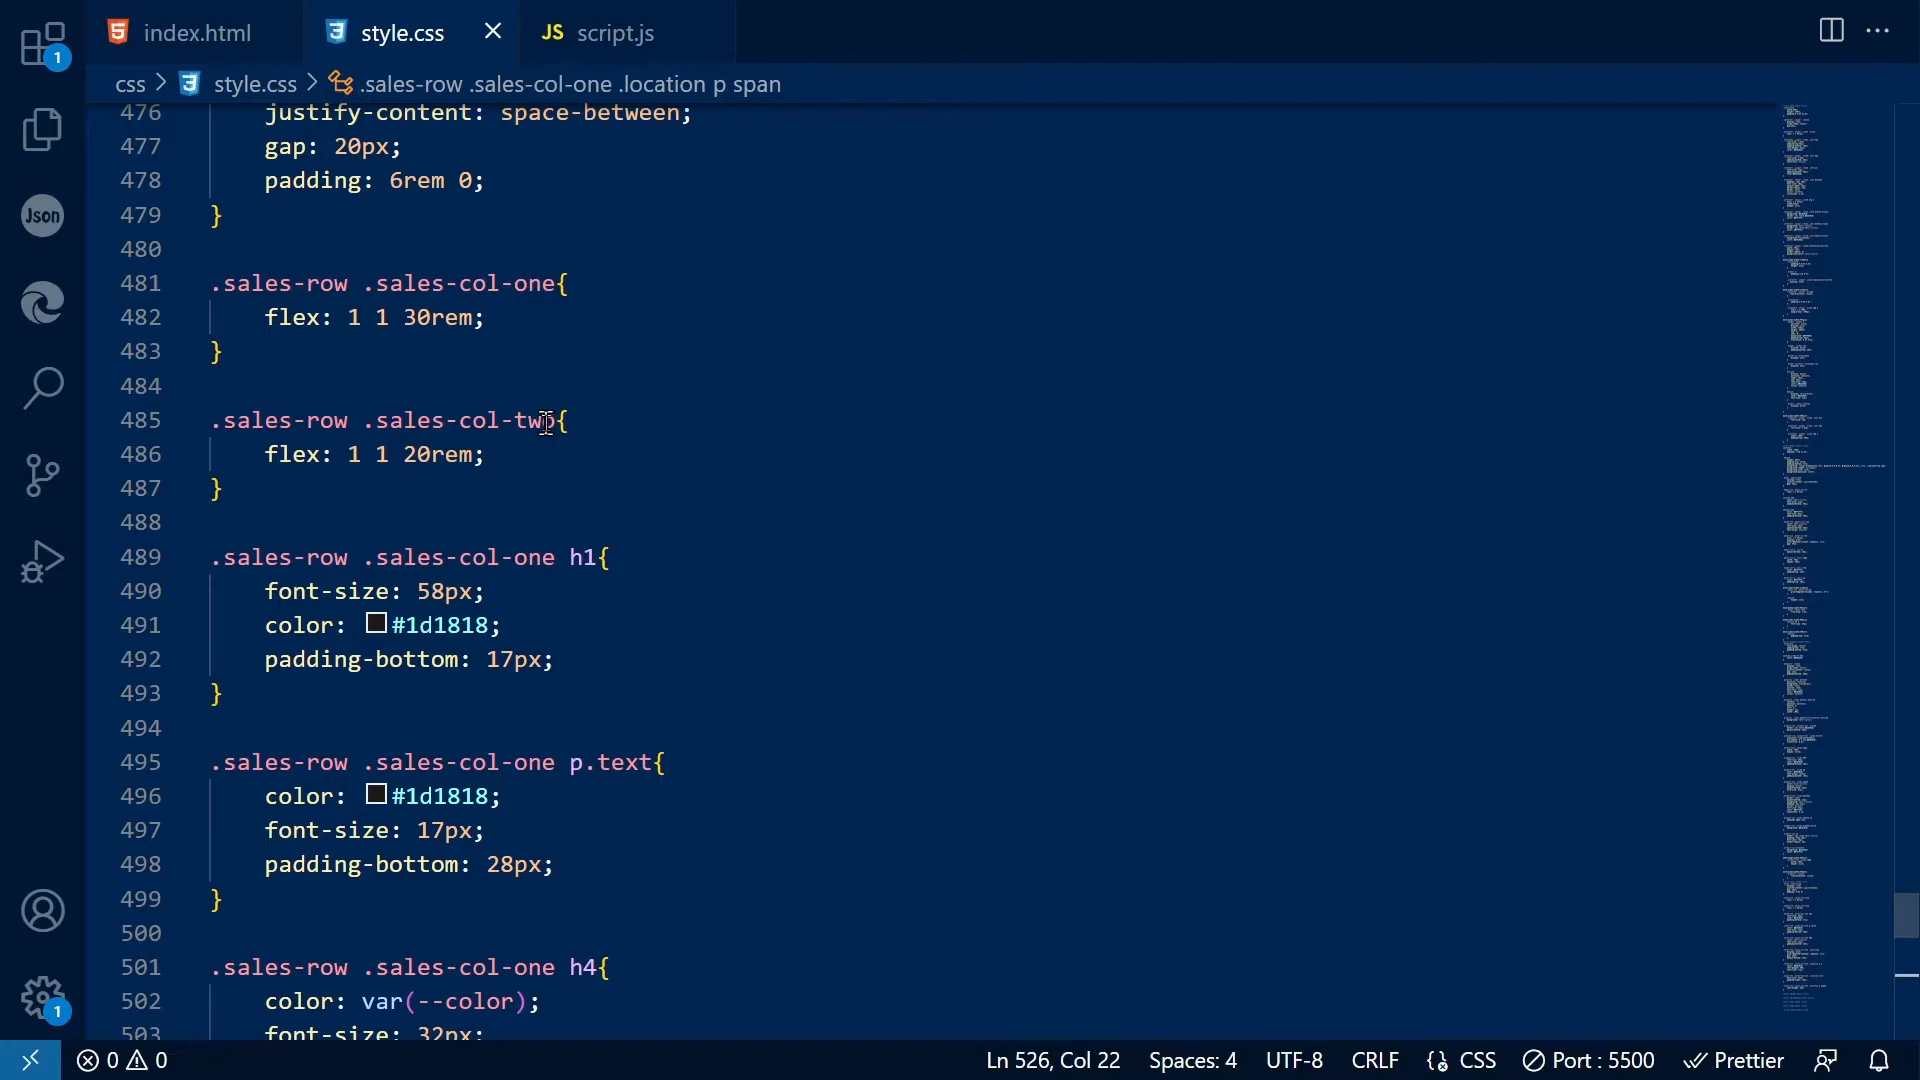 index.html
style.css
JS script.js
1
css > style.css > .sales-row .sales-col-one .location p span
476 justify-content: space-between;
477 gap: 20px;
478 padding: 6rem 0;
479 }
480
481 .sales-row .sales-col-one{
482 flex: 1 1 30rem;
483 }
484
485 .sales-row .sales-col-two{
486 flex: 1 1 20rem;
487 }
488
489 .sales-row .sales-col-one h1{
490 font-size: 58px;
491 color: #1d1818;
492 padding-bottom: 17px;
493 }
494
495 .sales-row .sales-col-one p.text{
496 color: #1d1818;
497 font-size: 17px;
498 padding-bottom: 28px;
499 }
500
501 .sales-row .sales-col-one h4{
502 color: var(--color);
503 font-size: 32px;
Json
1
0 0
Ln 526, Col 22
Spaces: 4
UTF-8
CRLF
CSS
Port : 5500
Prettier